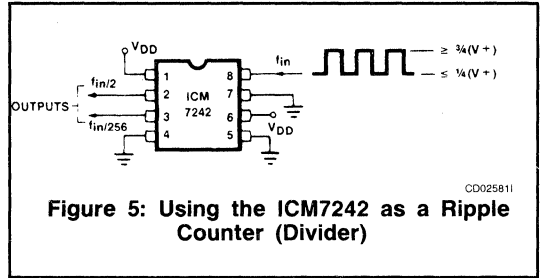 VDD
fin
≥ ¾(V +)
≤ ¼(V +)
fin/2
OUTPUTS
fin/256
1
2
3
4
ICM
7242
8
7
6
5
VDD
CD02581I
Figure 5: Using the ICM7242 as a Ripple
Counter (Divider)